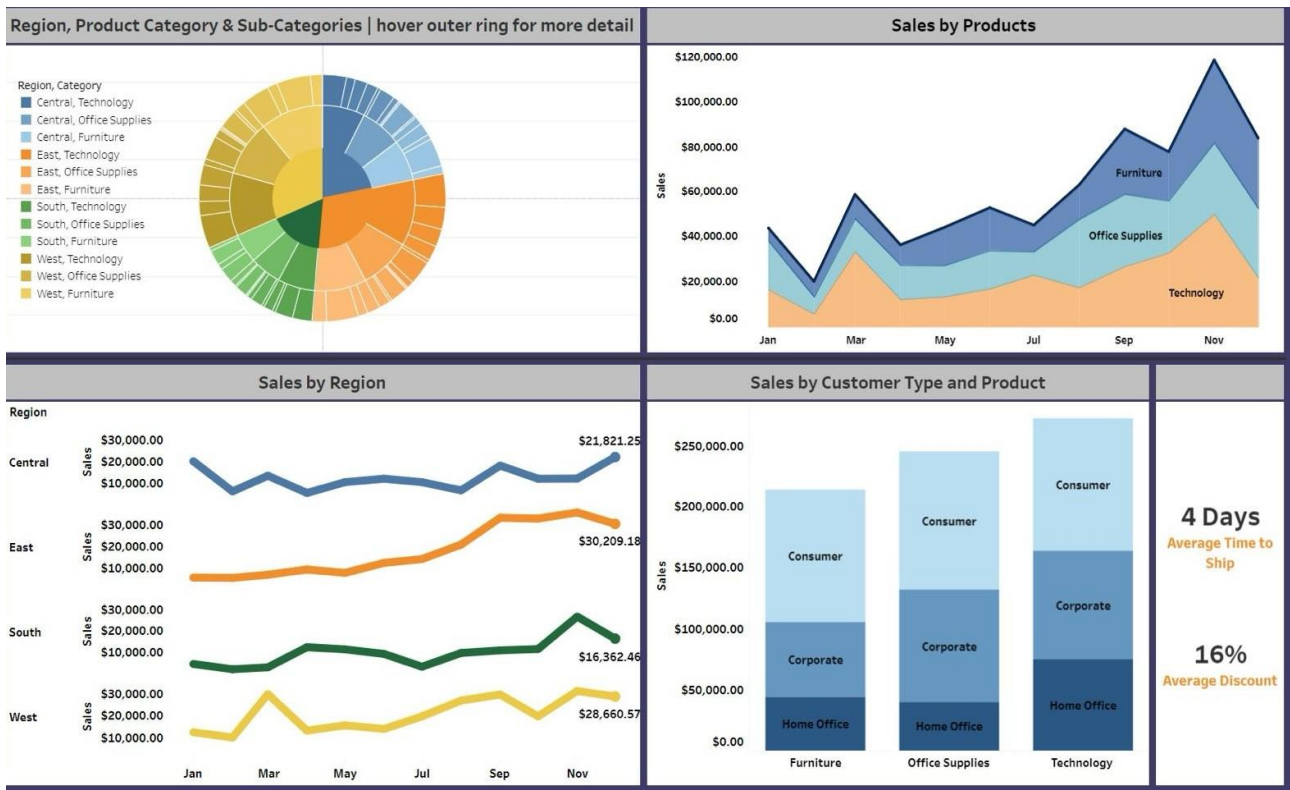 Region, Product Category & Sub-Categories | hover outer ring for more detail
Region, Category
Central, Technology
Central, Office Supplies
Central, Furniture
East, Technology
East, Office Supplies
East, Furniture
South, Technology
South, Office Supplies
South, Furniture
West, Technology
West, Office Supplies
West, Furniture
Sales by Products
Sales
$120,000.00
$100,000.00
$80,000.00
$60,000.00
$40,000.00
$20,000.00
$0.00
Furniture
Office Supplies
Technology
Jan
Mar
May
Jul
Sep
Nov
Sales by Region
Region
Central
Sales
$30,000.00
$20,000.00
$10,000.00
$21,821.25
East
Sales
$30,000.00
$20,000.00
$10,000.00
$30,209.18
South
Sales
$30,000.00
$20,000.00
$10,000.00
$16,362.46
West
Sales
$30,000.00
$20,000.00
$10,000.00
$28,660.57
Jan
Mar
May
Jul
Sep
Nov
Sales by Customer Type and Product
Sales
$250,000.00
$200,000.00
$150,000.00
$100,000.00
$50,000.00
$0.00
Consumer
Corporate
Home Office
Consumer
Corporate
Home Office
Consumer
Corporate
Home Office
Furniture
Office Supplies
Technology
4 Days
Average Time to
Ship
16%
Average Discount